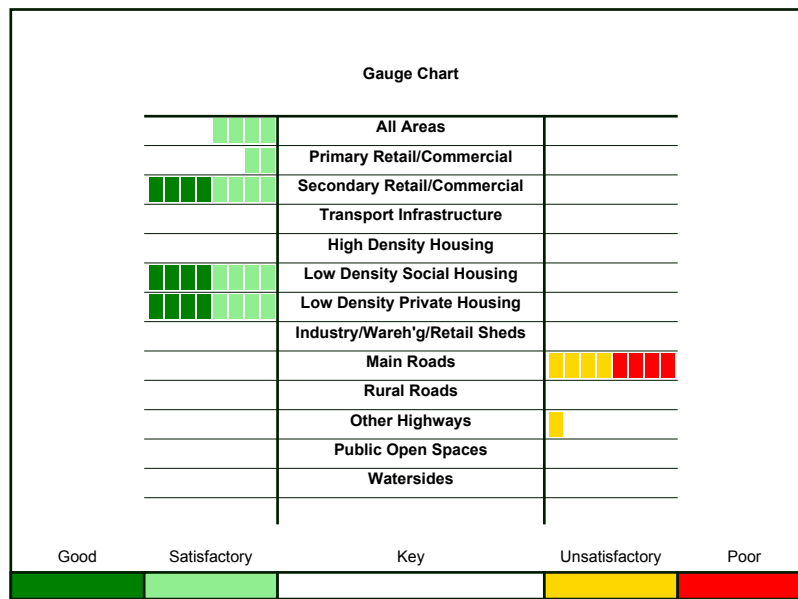 Gauge Chart
All Areas
Primary Retail/Commercial
Secondary Retail/Commercial
Transport Infrastructure
High Density Housing
Low Density Social Housing
Low Density Private Housing
Industry/Wareh'g/Retail Sheds
Main Roads
Rural Roads
Other Highways
Public Open Spaces
Watersides
Good Satisfactory Key Unsatisfactory Poor